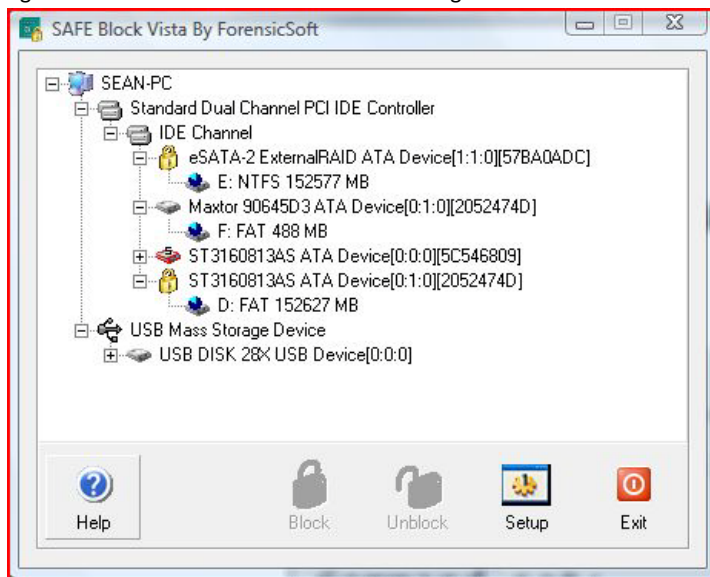 SAFE Block Vista By ForensicSoft
SEAN-PC
Standard Dual Channel PCI IDE Controller
IDE Channel
eSATA-2 ExternalRAID ATA Device[1:1:0][57BA0ADC]
E: NTFS 152577 MB
Maxtor 90645D3 ATA Device[0:1:0][2052474D]
F: FAT 488 MB
ST3160813AS ATA Device[0:0:0][5C546809]
ST3160813AS ATA Device[0:1:0][2052474D]
D: FAT 152627 MB
USB Mass Storage Device
USB DISK 28X USB Device[0:0:0]
Help
Block
Unblock
Setup
Exit